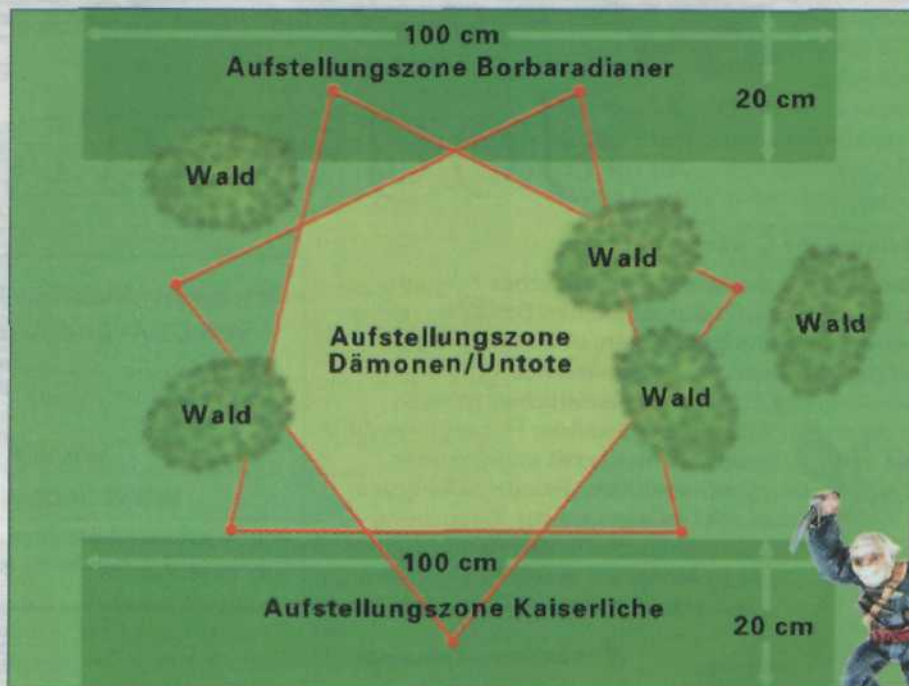 100 cm
Aufstellungszone Borbaradianer
20 cm
Wald
Wald
Wald
Aufstellungszone
Dämonen/Untote
Wald
Wald
100 cm
Aufstellungszone Kaiserliche
20 cm